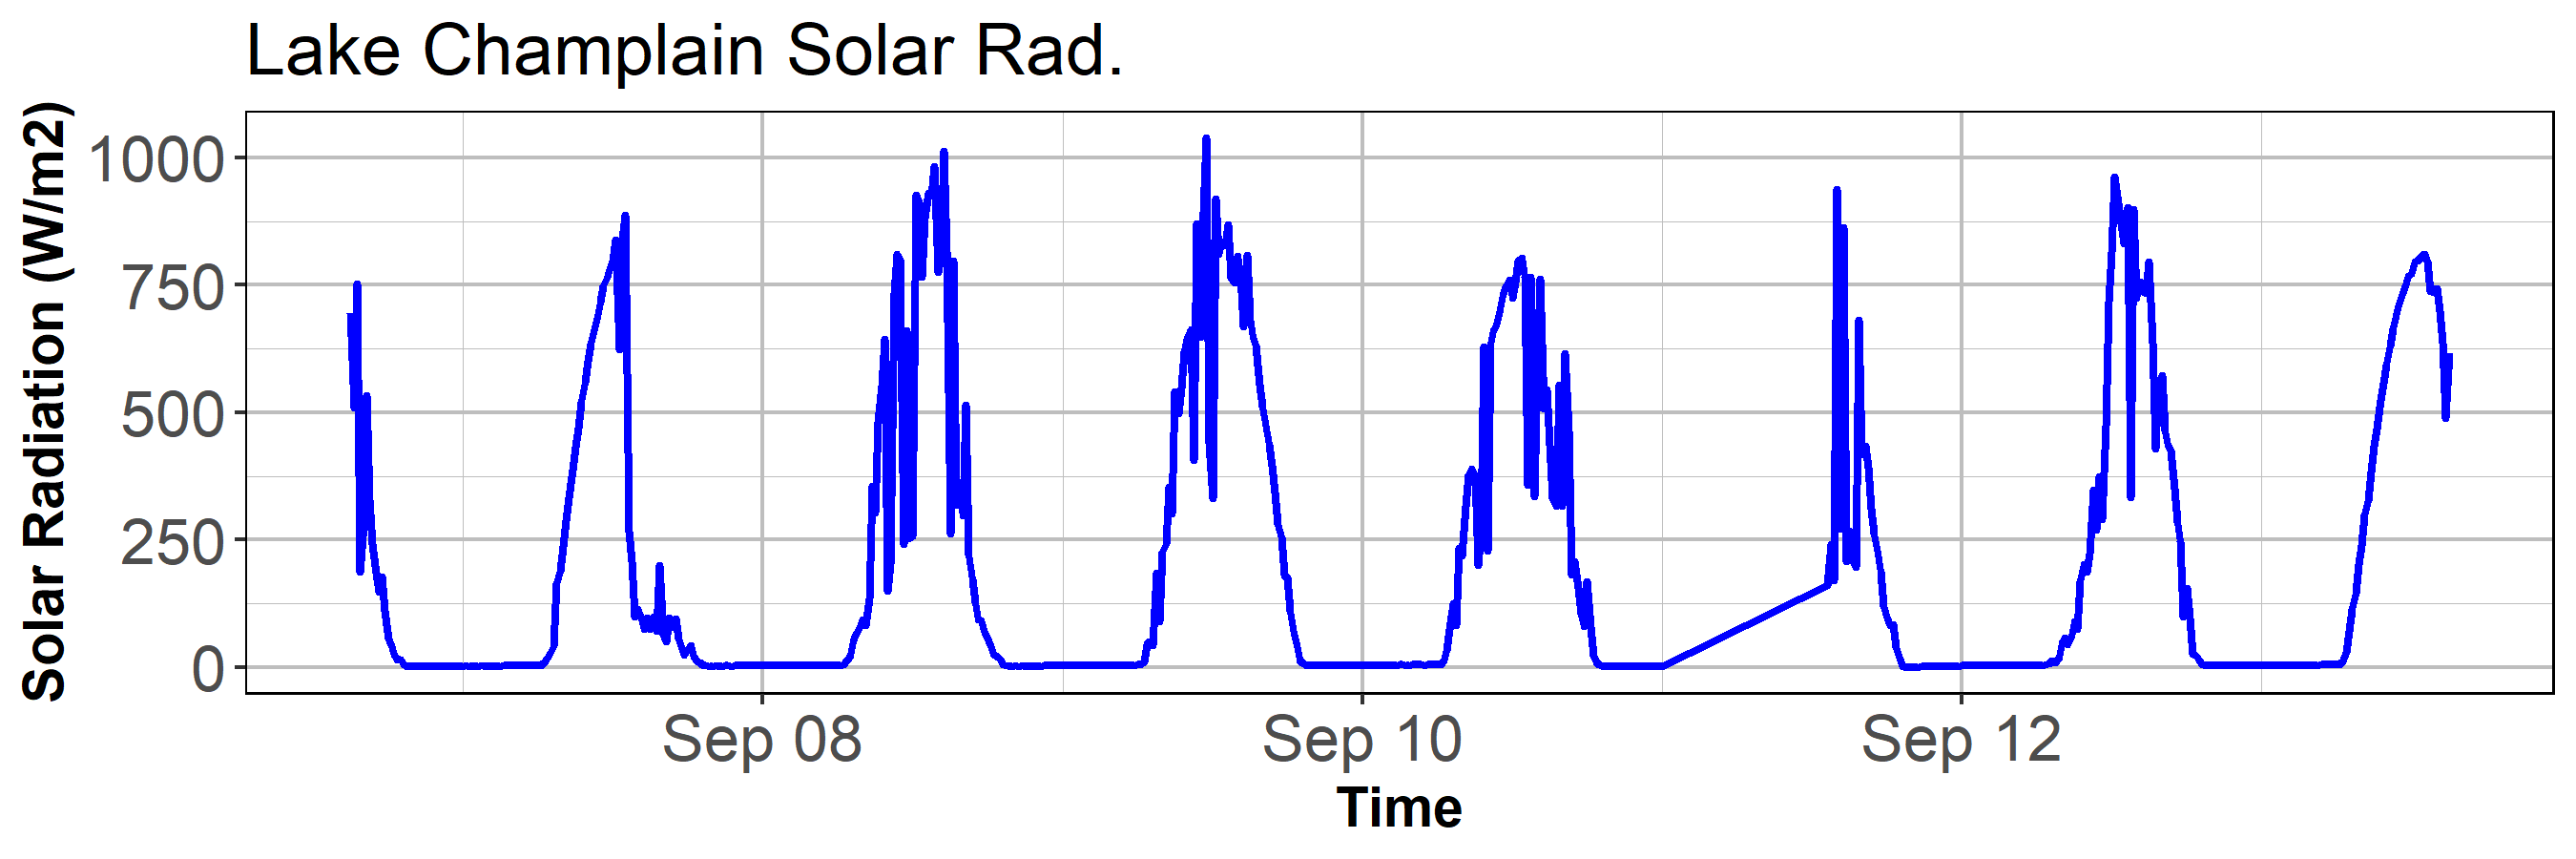 Lake Champlain Solar Rad.
Solar Radiation (W/m2)
1000
750
500
250
0
Sep 08
Sep 10
Sep 12
Time